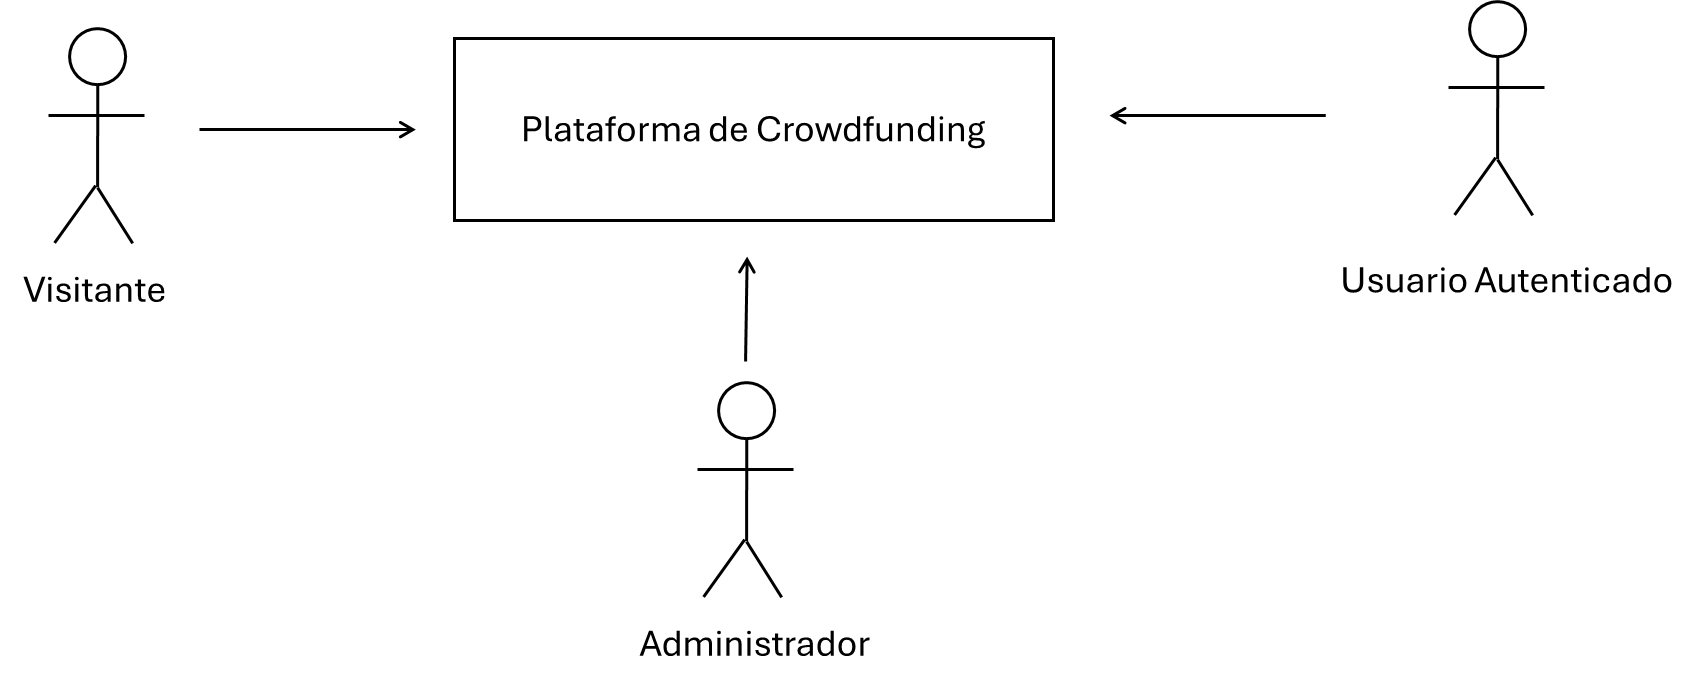 Plataforma de Crowdfunding
Visitante
Usuario Autenticado
Administrador